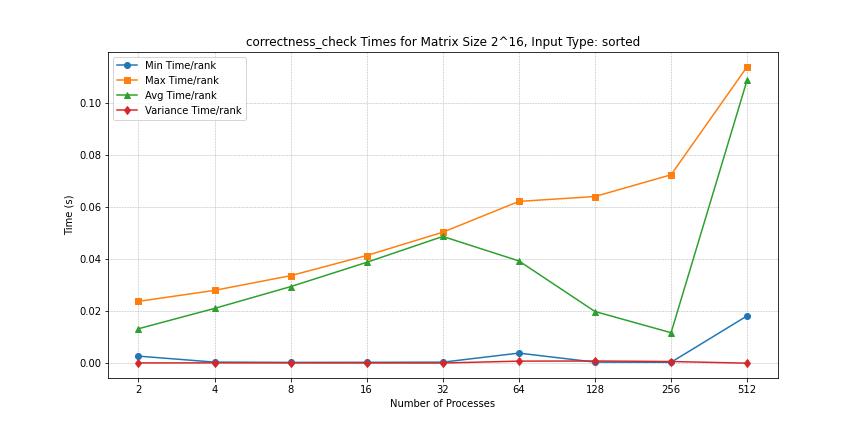 correctness_check Times for Matrix Size 2^16, Input Type: sorted
Min Time/rank
Max Time/rank
Avg Time/rank
Variance Time/rank
Time (s)
0.10
0.08
0.06
0.04
0.02
0.00
2 4 8 16 32 64 128 256 512
Number of Processes